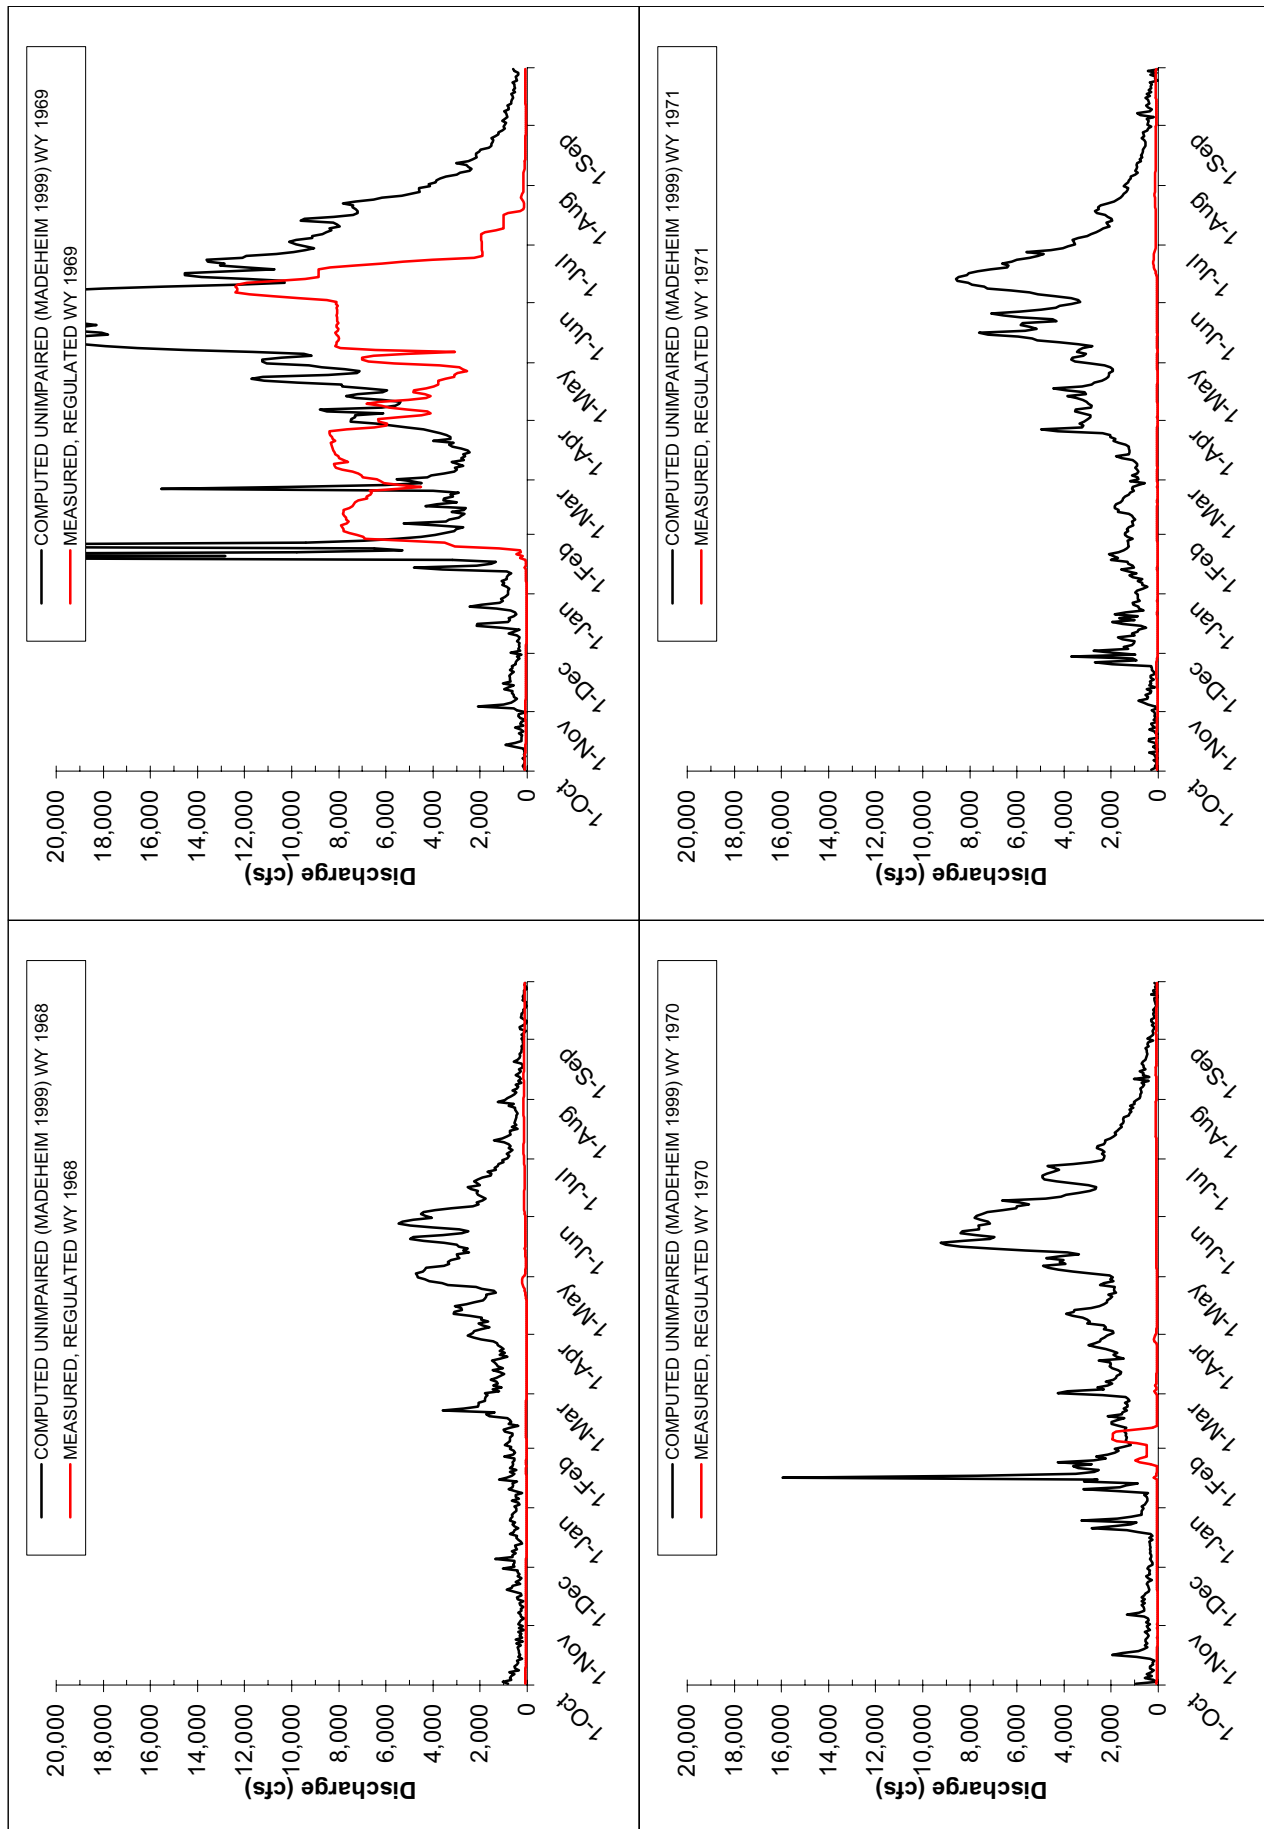 COMPUTED UNIMPAIRED (MADEHEIM 1999) WY 1968
MEASURED, REGULATED WY 1968
20,000
18,000
16,000
14,000
12,000
10,000
8,000
6,000
4,000
2,000
0
Discharge (cfs)
1-Oct
1-Nov
1-Dec
1-Jan
1-Feb
1-Mar
1-Apr
1-May
1-Jun
1-Jul
1-Aug
1-Sep
COMPUTED UNIMPAIRED (MADEHEIM 1999) WY 1969
MEASURED, REGULATED WY 1969
20,000
18,000
16,000
14,000
12,000
10,000
8,000
6,000
4,000
2,000
0
Discharge (cfs)
1-Oct
1-Nov
1-Dec
1-Jan
1-Feb
1-Mar
1-Apr
1-May
1-Jun
1-Jul
1-Aug
1-Sep
COMPUTED UNIMPAIRED (MADEHEIM 1999) WY 1970
MEASURED, REGULATED WY 1970
20,000
18,000
16,000
14,000
12,000
10,000
8,000
6,000
4,000
2,000
0
Discharge (cfs)
1-Oct
1-Nov
1-Dec
1-Jan
1-Feb
1-Mar
1-Apr
1-May
1-Jun
1-Jul
1-Aug
1-Sep
COMPUTED UNIMPAIRED (MADEHEIM 1999) WY 1971
MEASURED, REGULATED WY 1971
20,000
18,000
16,000
14,000
12,000
10,000
8,000
6,000
4,000
2,000
0
Discharge (cfs)
1-Oct
1-Nov
1-Dec
1-Jan
1-Feb
1-Mar
1-Apr
1-May
1-Jun
1-Jul
1-Aug
1-Sep